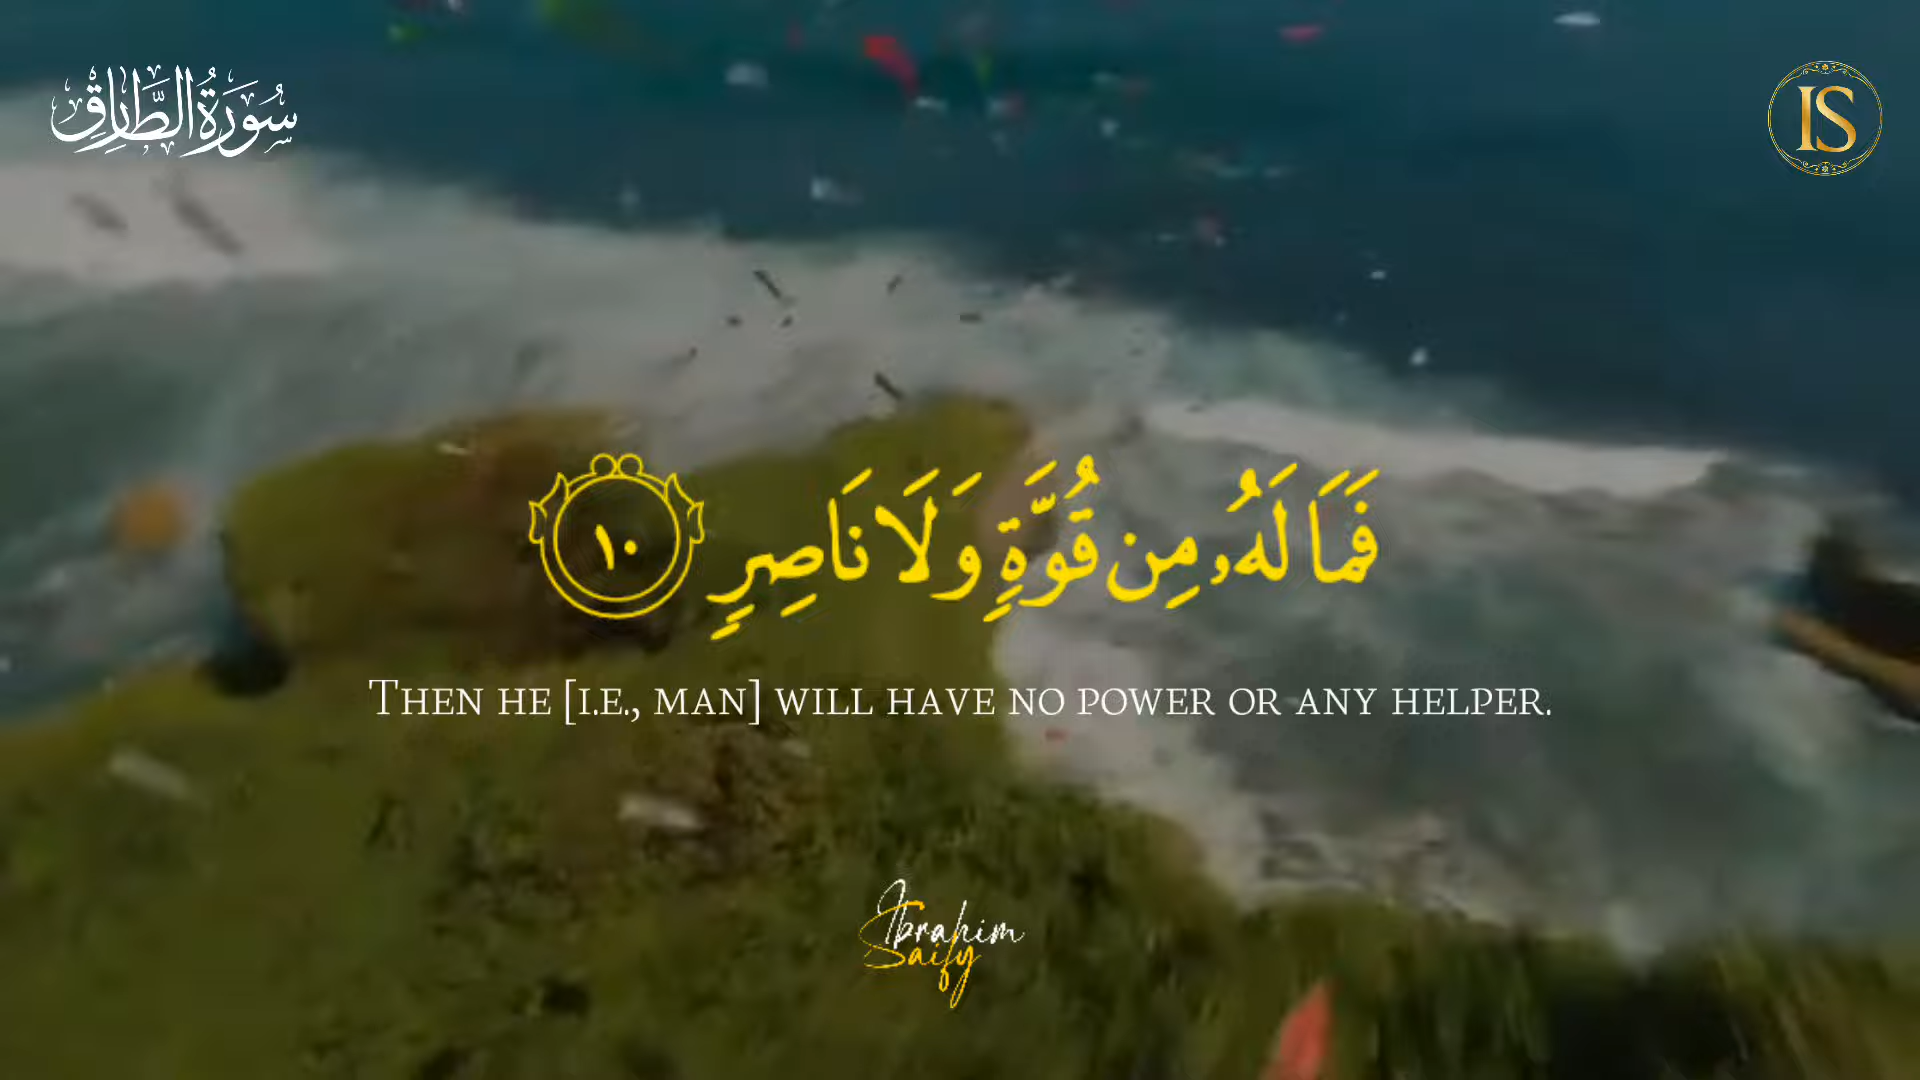 سُورَةُ الطَّارِقِ
IS
فَمَا لَهُۥ مِن قُوَّةٍ وَلَا نَاصِرٍ ١٠
Then he [i.e., man] will have no power or any helper.
Ibrahim
Saify